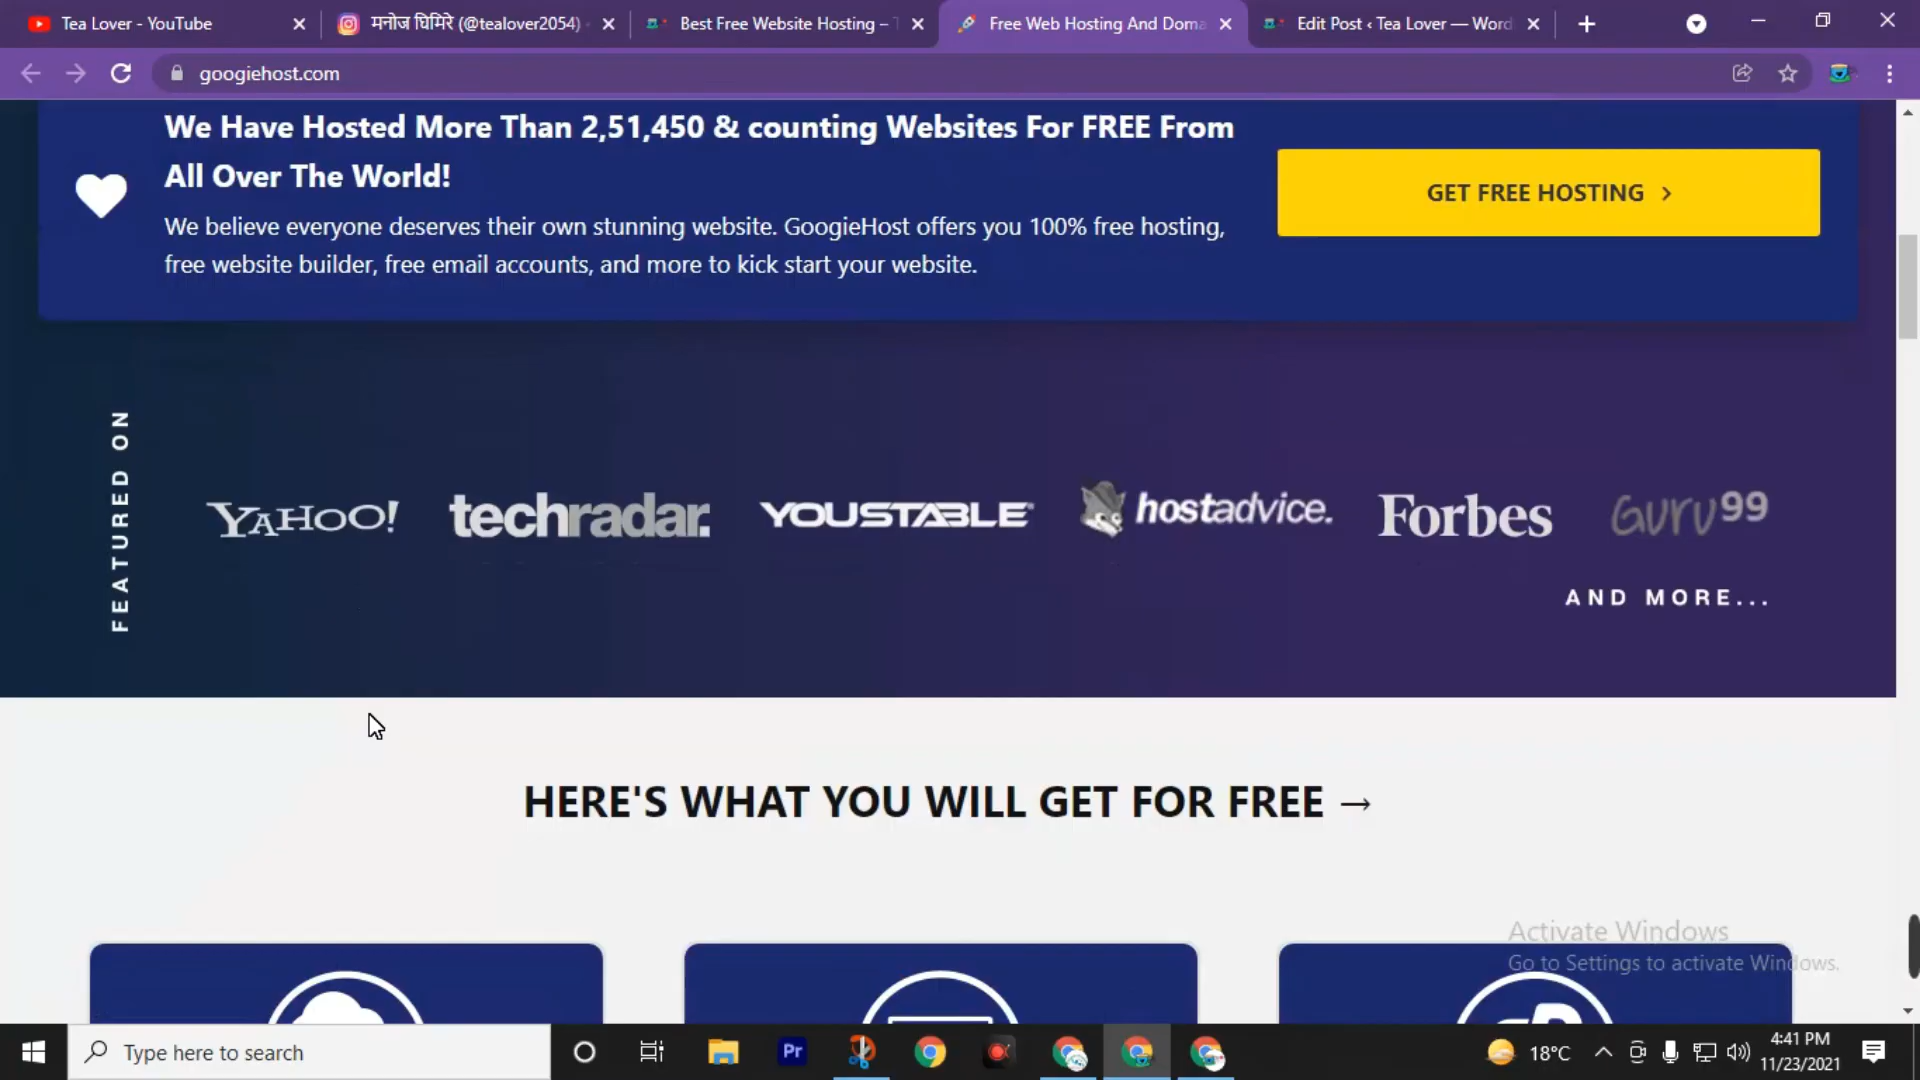 Tea Lover - YouTube
मनोज घिमिरे (@tealover2054) -
Best Free Website Hosting –
Free Web Hosting And Doma
Edit Post ‹ Tea Lover — Word
googiehost.com
We Have Hosted More Than 2,51,450 & counting Websites For FREE From
All Over The World!
We believe everyone deserves their own stunning website. GoogieHost offers you 100% free hosting,
free website builder, free email accounts, and more to kick start your website.
GET FREE HOSTING
FEATURED ON
YAHOO!
techradar.
YOUSTABLE
hostadvice.
Forbes
Guru99
AND MORE...
HERE'S WHAT YOU WILL GET FOR FREE →
Activate Windows
Go to Settings to activate Windows.
Type here to search
Pr
18°C
4:41 PM
11/23/2021